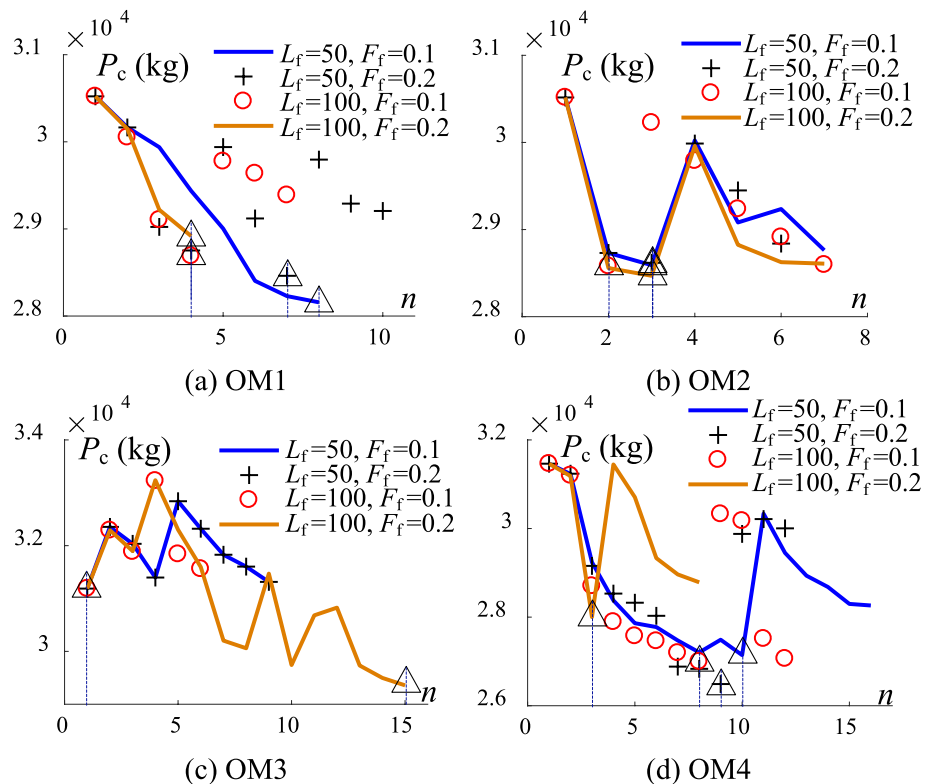 × 10⁴
3.1
P_c (kg)
L_f=50, F_f=0.1
L_f=50, F_f=0.2
L_f=100, F_f=0.1
L_f=100, F_f=0.2
3
2.9
2.8
n
0 5 10
(a) OM1
× 10⁴
3.1
P_c (kg)
L_f=50, F_f=0.1
L_f=50, F_f=0.2
L_f=100, F_f=0.1
L_f=100, F_f=0.2
3
2.9
2.8
n
0 2 4 6 8
(b) OM2
× 10⁴
3.4
P_c (kg)
L_f=50, F_f=0.1
L_f=50, F_f=0.2
L_f=100, F_f=0.1
L_f=100, F_f=0.2
3.2
3
n
0 5 10 15
(c) OM3
× 10⁴
3.2
P_c (kg)
L_f=50, F_f=0.1
L_f=50, F_f=0.2
L_f=100, F_f=0.1
L_f=100, F_f=0.2
3
2.8
2.6
n
0 5 10 15
(d) OM4